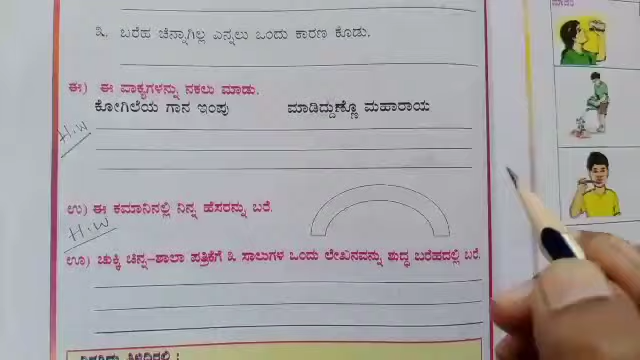 ೩. ಬರೆಹ ಚೆನ್ನಾಗಿಲ್ಲ ಎನ್ನಲು ಒಂದು ಕಾರಣ ಕೊಡು.
ಈ) ಈ ವಾಕ್ಯಗಳನ್ನು ನಕಲು ಮಾಡು.
ಕೋಗಿಲೆಯ ಗಾನ ಇಂಪು ಮಾಡಿದ್ದುಣ್ಣೊ ಮಹಾರಾಯ
H.W
ಉ) ಈ ಕಮಾನಿನಲ್ಲಿ ನಿನ್ನ ಹೆಸರನ್ನು ಬರೆ.
H.W
ಊ) ಚುಕ್ಕಿ ಚಿನ್ನ–ಶಾಲಾ ಪತ್ರಿಕೆಗೆ ೩ ಸಾಲುಗಳ ಒಂದು ಲೇಖನವನ್ನು ಶುದ್ಧ ಬರೆಹದಲ್ಲಿ ಬರೆ.